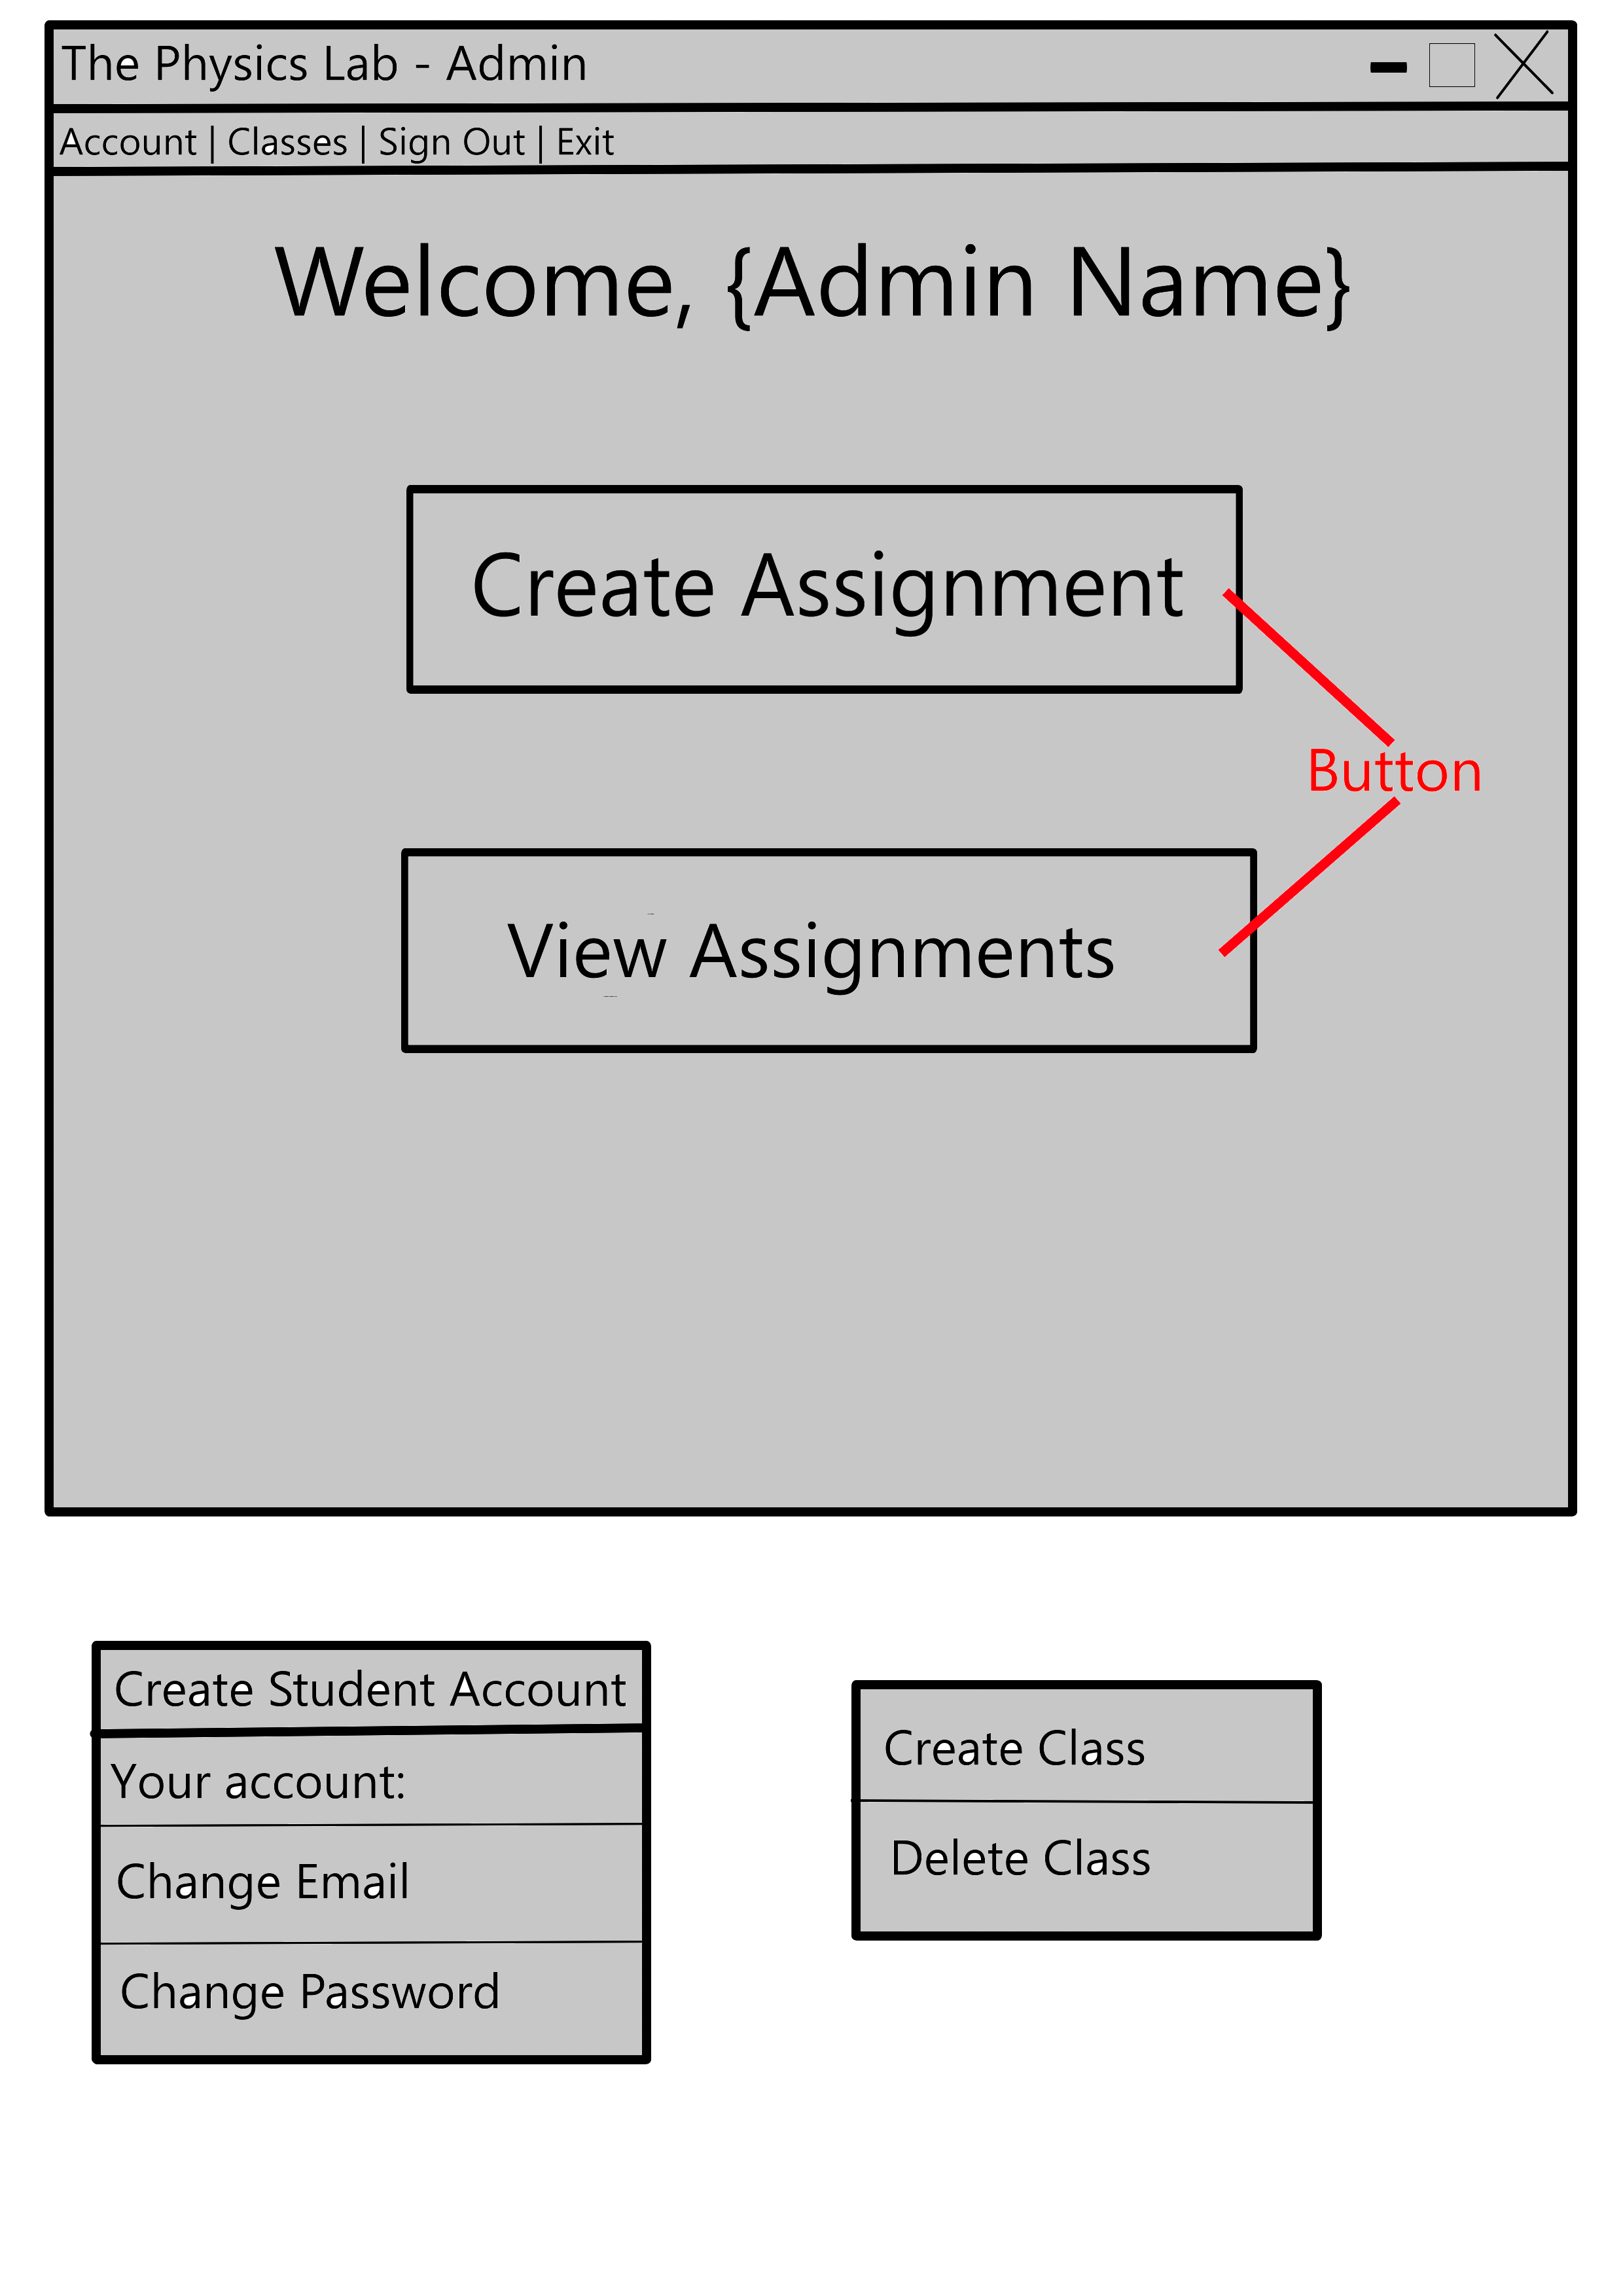 The Physics Lab - Admin
Account | Classes | Sign Out | Exit
Welcome, {Admin Name}
Create Assignment
Button
View Assignments
Create Student Account
Your account:
Change Email
Change Password
Create Class
Delete Class